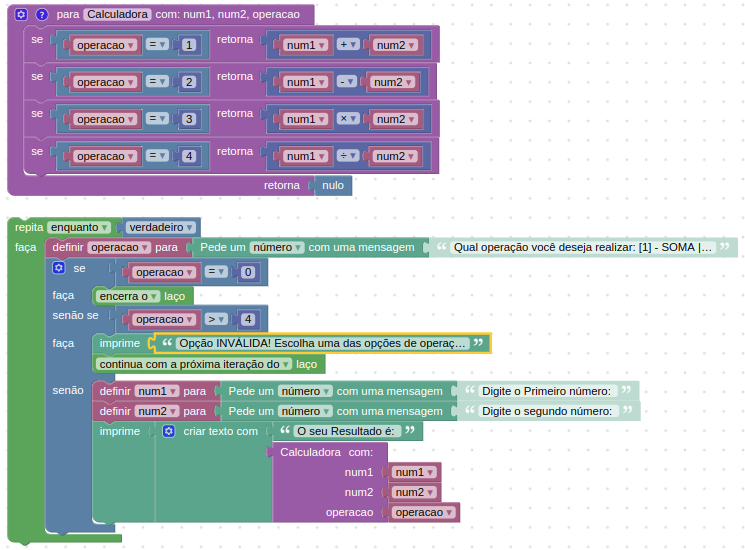 para Calculadora com: num1, num2, operacao
se operacao = 1 retorna num1 + num2
se operacao = 2 retorna num1 - num2
se operacao = 3 retorna num1 × num2
se operacao = 4 retorna num1 ÷ num2
retorna nulo
repita enquanto verdadeiro
faça definir operacao para Pede um número com uma mensagem “ Qual operação você deseja realizar: [1] - SOMA |... ”
se operacao = 0
faça encerra o laço
senão se operacao > 4
faça imprime “ Opção INVÁLIDA! Escolha uma das opções de operaç... ”
continua com a próxima iteração do laço
senão definir num1 para Pede um número com uma mensagem “ Digite o Primeiro número: ”
definir num2 para Pede um número com uma mensagem “ Digite o segundo número: ”
imprime criar texto com “ O seu Resultado é: ”
Calculadora com:
num1 num1
num2 num2
operacao operacao